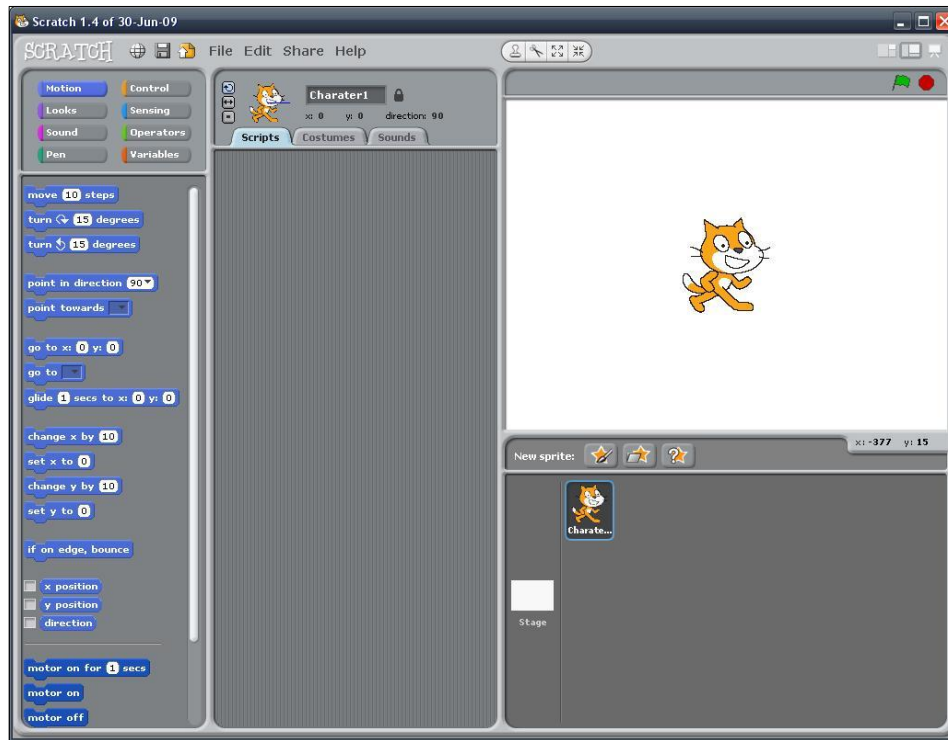 Scratch 1.4 of 30-Jun-09
SCRATCH File Edit Share Help
Motion Control
Looks Sensing
Sound Operators
Pen Variables
Charater1
x: 0 y: 0 direction: 90
Scripts Costumes Sounds
move 10 steps
turn 15 degrees
turn 15 degrees
point in direction 90
point towards
go to x: 0 y: 0
go to
glide 1 secs to x: 0 y: 0
change x by 10
set x to 0
change y by 10
set y to 0
if on edge, bounce
x position
y position
direction
motor on for 1 secs
motor on
motor off
x: -377 y: 15
New sprite:
Charate...
Stage